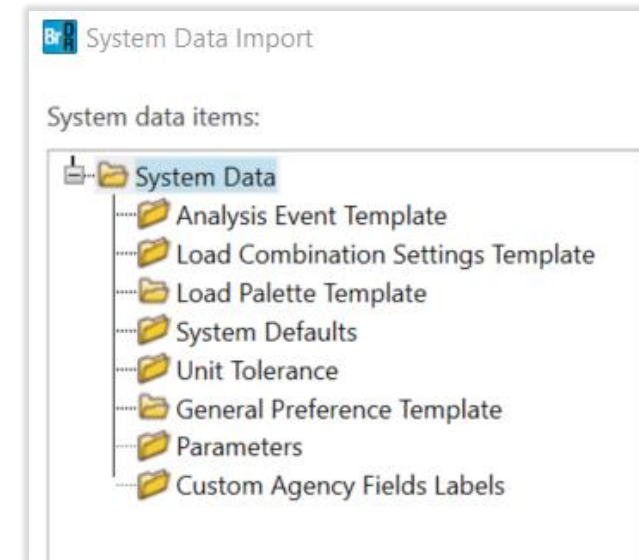 BrDR System Data Import
System data items:
System Data
Analysis Event Template
Load Combination Settings Template
Load Palette Template
System Defaults
Unit Tolerance
General Preference Template
Parameters
Custom Agency Fields Labels